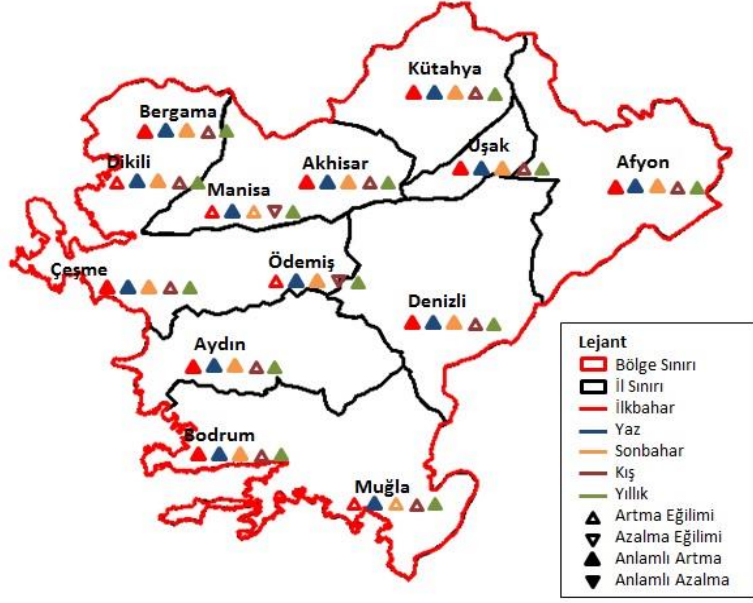 Kütahya
Bergama
Uşak
Dikili
Akhisar
Afyon
Manisa
Çeşme
Ödemiş
Denizli
Aydın
Bodrum
Muğla
Lejant
Bölge Sınırı
İl Sınırı
İlkbahar
Yaz
Sonbahar
Kış
Yıllık
Artma Eğilimi
Azalma Eğilimi
Anlamlı Artma
Anlamlı Azalma